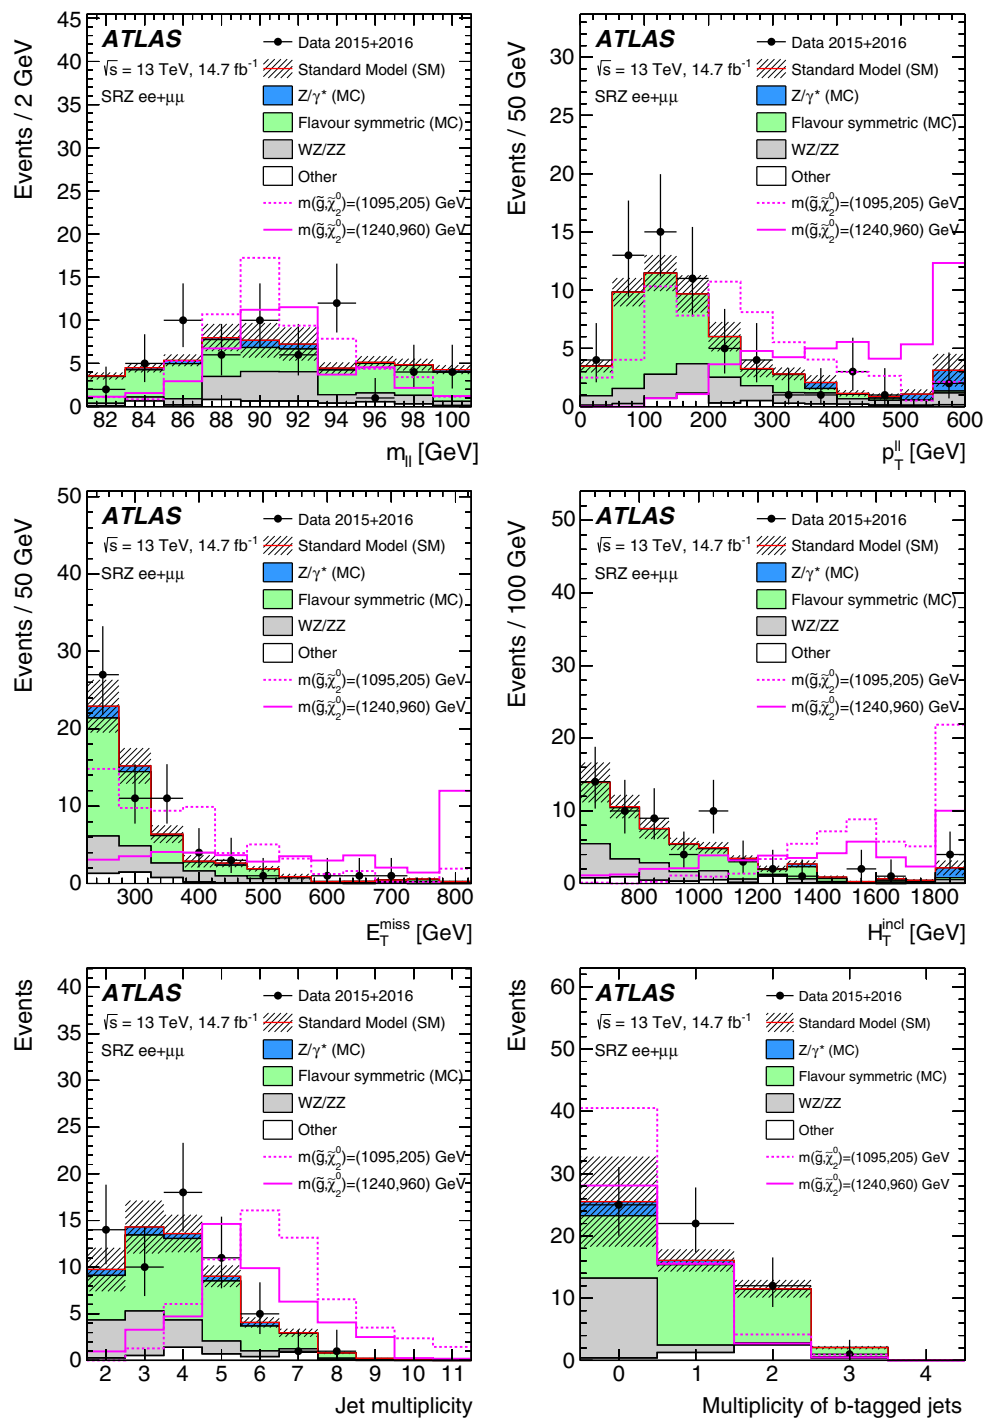 ATLAS
√s = 13 TeV, 14.7 fb⁻¹
SRZ ee+μμ
Data 2015+2016
Standard Model (SM)
Z/γ* (MC)
Flavour symmetric (MC)
WZ/ZZ
Other
m(g̃,χ̃⁰₂)=(1095,205) GeV
m(g̃,χ̃⁰₂)=(1240,960) GeV
Events / 2 GeV
45
40
35
30
25
20
15
10
5
0
82 84 86 88 90 92 94 96 98 100
m_ll [GeV]
ATLAS
√s = 13 TeV, 14.7 fb⁻¹
SRZ ee+μμ
Data 2015+2016
Standard Model (SM)
Z/γ* (MC)
Flavour symmetric (MC)
WZ/ZZ
Other
m(g̃,χ̃⁰₂)=(1095,205) GeV
m(g̃,χ̃⁰₂)=(1240,960) GeV
Events / 50 GeV
30
25
20
15
10
5
0
0 100 200 300 400 500 600
p_T^ll [GeV]
ATLAS
√s = 13 TeV, 14.7 fb⁻¹
SRZ ee+μμ
Data 2015+2016
Standard Model (SM)
Z/γ* (MC)
Flavour symmetric (MC)
WZ/ZZ
Other
m(g̃,χ̃⁰₂)=(1095,205) GeV
m(g̃,χ̃⁰₂)=(1240,960) GeV
Events / 50 GeV
50
40
30
20
10
0
300 400 500 600 700 800
E_T^miss [GeV]
ATLAS
√s = 13 TeV, 14.7 fb⁻¹
SRZ ee+μμ
Data 2015+2016
Standard Model (SM)
Z/γ* (MC)
Flavour symmetric (MC)
WZ/ZZ
Other
m(g̃,χ̃⁰₂)=(1095,205) GeV
m(g̃,χ̃⁰₂)=(1240,960) GeV
Events / 100 GeV
50
40
30
20
10
0
800 1000 1200 1400 1600 1800
H_T^incl [GeV]
ATLAS
√s = 13 TeV, 14.7 fb⁻¹
SRZ ee+μμ
Data 2015+2016
Standard Model (SM)
Z/γ* (MC)
Flavour symmetric (MC)
WZ/ZZ
Other
m(g̃,χ̃⁰₂)=(1095,205) GeV
m(g̃,χ̃⁰₂)=(1240,960) GeV
Events
40
35
30
25
20
15
10
5
0
2 3 4 5 6 7 8 9 10 11
Jet multiplicity
ATLAS
√s = 13 TeV, 14.7 fb⁻¹
SRZ ee+μμ
Data 2015+2016
Standard Model (SM)
Z/γ* (MC)
Flavour symmetric (MC)
WZ/ZZ
Other
m(g̃,χ̃⁰₂)=(1095,205) GeV
m(g̃,χ̃⁰₂)=(1240,960) GeV
Events
60
50
40
30
20
10
0
0 1 2 3 4
Multiplicity of b-tagged jets